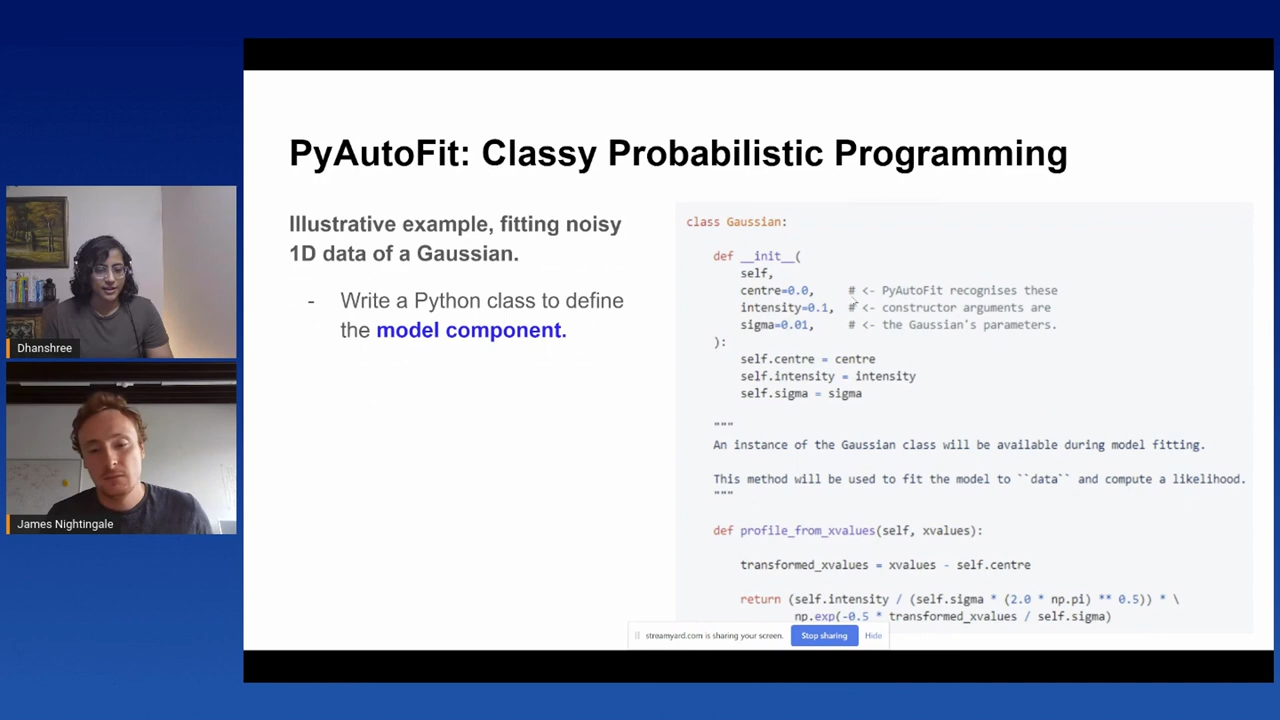 PyAutoFit: Classy Probabilistic Programming
Illustrative example, fitting noisy
1D data of a Gaussian.
- Write a Python class to define
the model component.
class Gaussian:
def __init__(
self,
centre=0.0, # <- PyAutoFit recognises these
intensity=0.1, # <- constructor arguments are
sigma=0.01, # <- the Gaussian's parameters.
):
self.centre = centre
self.intensity = intensity
self.sigma = sigma
"""
An instance of the Gaussian class will be available during model fitting.
This method will be used to fit the model to ``data`` and compute a likelihood.
"""
def profile_from_xvalues(self, xvalues):
transformed_xvalues = xvalues - self.centre
return (self.intensity / (self.sigma * (2.0 * np.pi) ** 0.5)) * \
np.exp(-0.5 * transformed_xvalues / self.sigma)
streamyard.com is sharing your screen. Stop sharing Hide
Dhanshree
James Nightingale